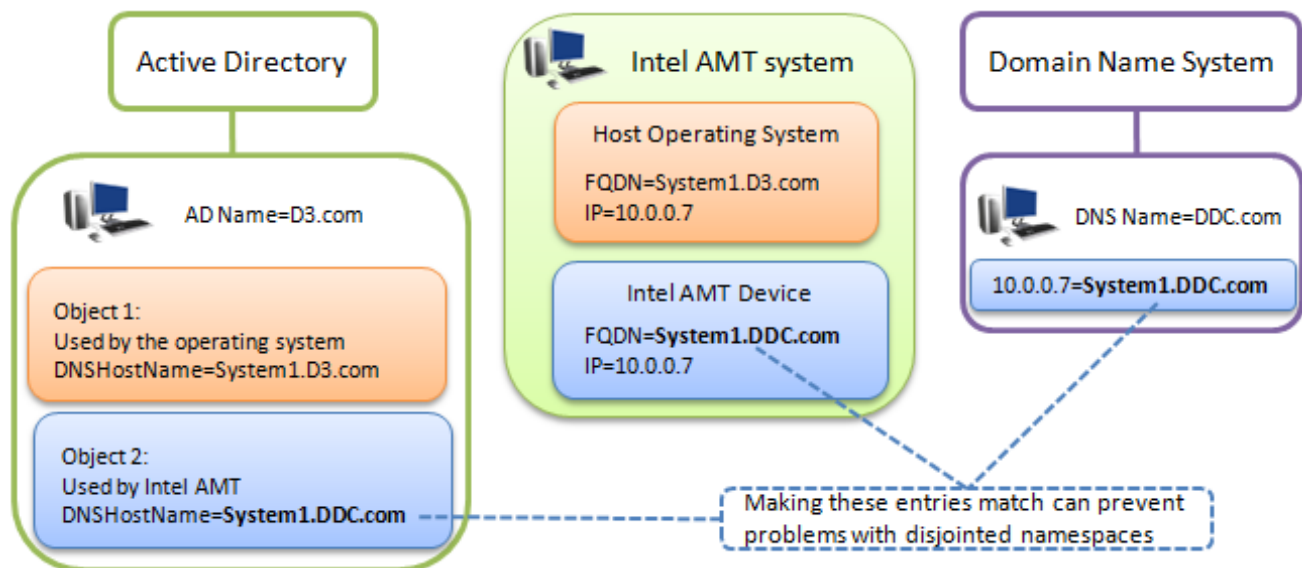 Active Directory
AD Name=D3.com
Object 1:
Used by the operating system
DNSHostName=System1.D3.com
Object 2:
Used by Intel AMT
DNSHostName=System1.DDC.com
Intel AMT system
Host Operating System
FQDN=System1.D3.com
IP=10.0.0.7
Intel AMT Device
FQDN=System1.DDC.com
IP=10.0.0.7
Domain Name System
DNS Name=DDC.com
10.0.0.7=System1.DDC.com
Making these entries match can prevent
problems with disjointed namespaces